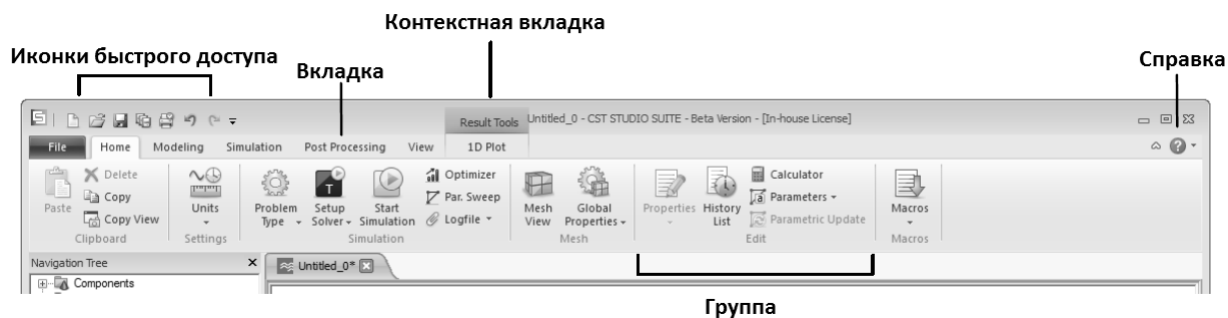 Контекстная вкладка
Иконки быстрого доступа
Вкладка
Справка
Result Tools Untitled_0 - CST STUDIO SUITE - Beta Version - [In-house License]
File Home Modeling Simulation Post Processing View 1D Plot
Paste
Delete
Copy
Copy View
Clipboard
Units
Settings
Problem Type
Setup Solver
Start Simulation
Optimizer
Par. Sweep
Logfile
Simulation
Mesh View
Global Properties
Mesh
Properties
History List
Calculator
Parameters
Parametric Update
Edit
Macros
Macros
Navigation Tree
Components
Untitled_0*
Группа